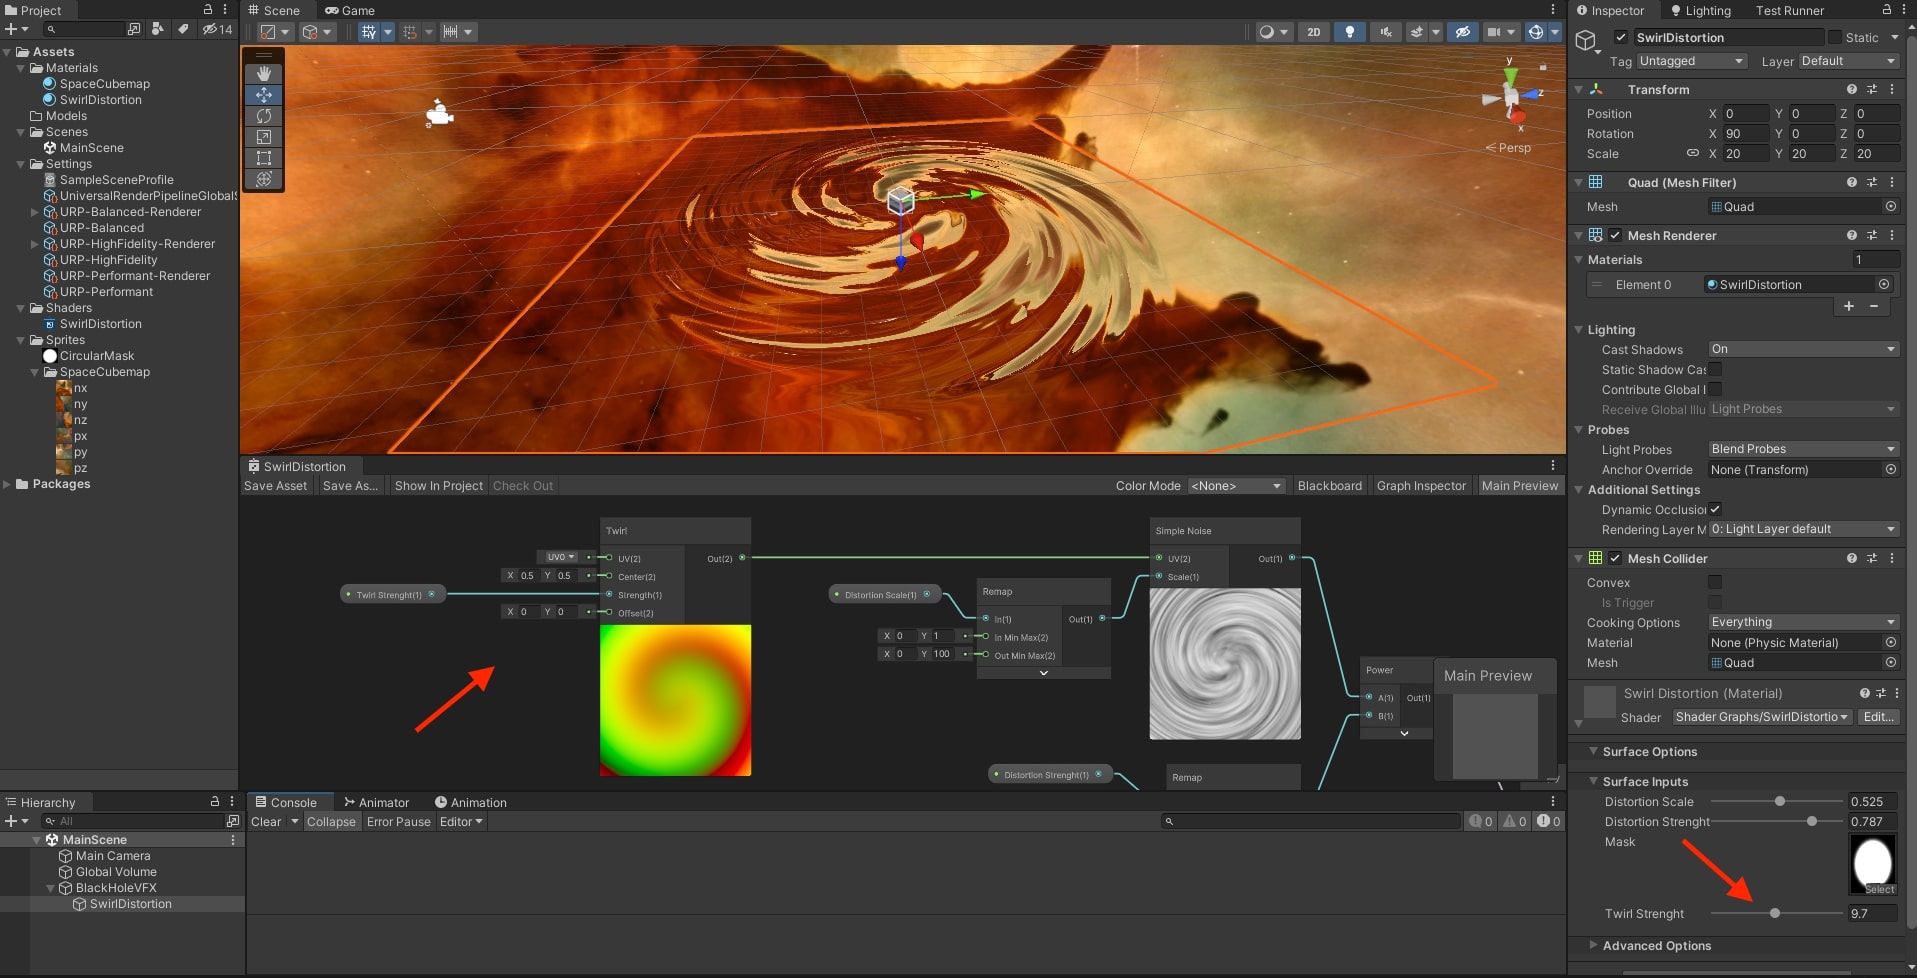 Project
14
Assets
Materials
SpaceCubemap
SwirlDistortion
Models
Scenes
MainScene
Settings
SampleSceneProfile
UniversalRenderPipelineGlobalS
URP-Balanced-Renderer
URP-Balanced
URP-HighFidelity-Renderer
URP-HighFidelity
URP-Performant-Renderer
URP-Performant
Shaders
SwirlDistortion
Sprites
CircularMask
SpaceCubemap
nx
ny
nz
px
py
pz
Packages
Hierarchy
All
MainScene
Main Camera
Global Volume
BlackHoleVFX
SwirlDistortion
Scene Game
2D
y
z
x
Persp
SwirlDistortion
Save Asset Save As... Show In Project Check Out Color Mode <None> Blackboard Graph Inspector Main Preview
Twirl
UV0 UV(2) Out(2)
X 0.5 Y 0.5 Center(2)
Twirl Strenght(1) Strength(1)
X 0 Y 0 Offset(2)
Distortion Scale(1)
Remap
In(1) Out(1)
X 0 Y 1 In Min Max(2)
X 0 Y 100 Out Min Max(2)
Simple Noise
UV(2) Out(1)
Scale(1)
Distortion Strenght(1)
Remap
Power
A(1) Out(1)
B(1)
Main Preview
Console Animator Animation
Clear Collapse Error Pause Editor 0 0 0
Inspector Lighting Test Runner
SwirlDistortion Static
Tag Untagged Layer Default
Transform
Position X 0 Y 0 Z 0
Rotation X 90 Y 0 Z 0
Scale X 20 Y 20 Z 20
Quad (Mesh Filter)
Mesh Quad
Mesh Renderer
Materials 1
Element 0 SwirlDistortion
+ −
Lighting
Cast Shadows On
Static Shadow Cas
Contribute Global I
Receive Global Illu Light Probes
Probes
Light Probes Blend Probes
Anchor Override None (Transform)
Additional Settings
Dynamic Occlusion
Rendering Layer M 0: Light Layer default
Mesh Collider
Convex
Is Trigger
Cooking Options Everything
Material None (Physic Material)
Mesh Quad
Swirl Distortion (Material)
Shader Shader Graphs/SwirlDistortio Edit...
Surface Options
Surface Inputs
Distortion Scale 0.525
Distortion Strenght 0.787
Mask
Select
Twirl Strenght 9.7
Advanced Options